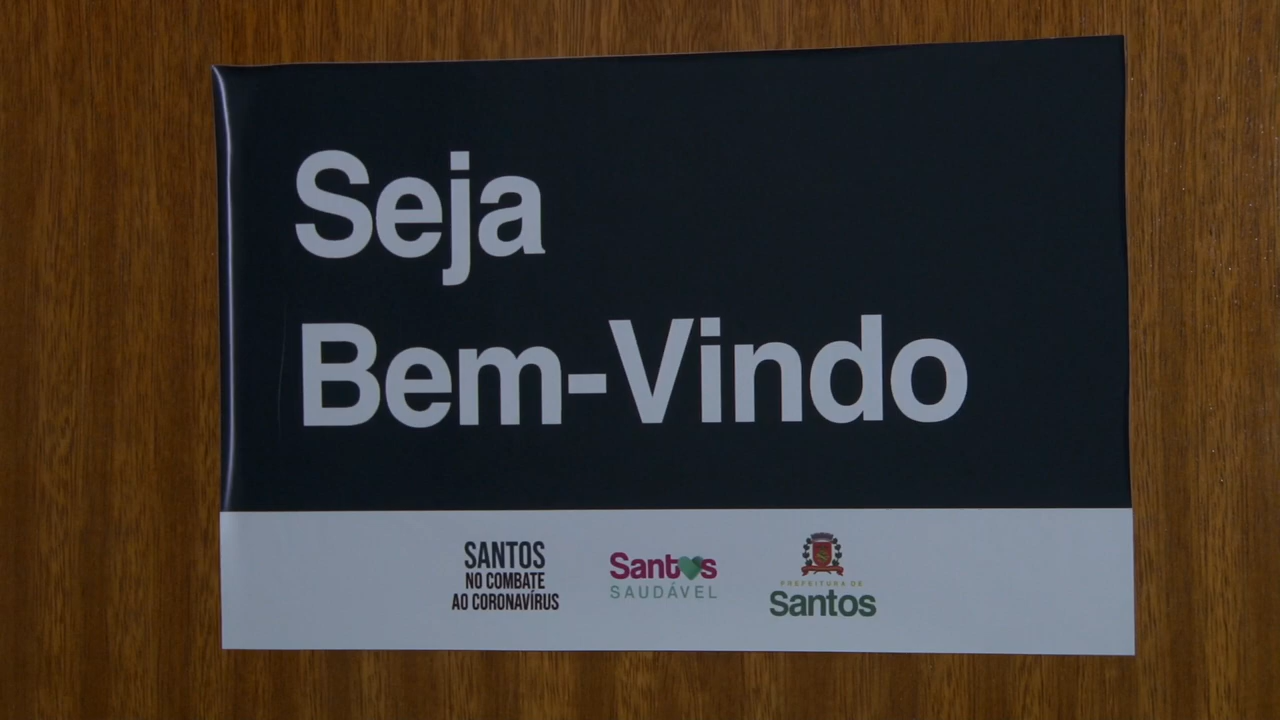 Seja
Bem-Vindo
SANTOS
NO COMBATE
AO CORONAVÍRUS
Santos
SAUDÁVEL
PREFEITURA DE
Santos